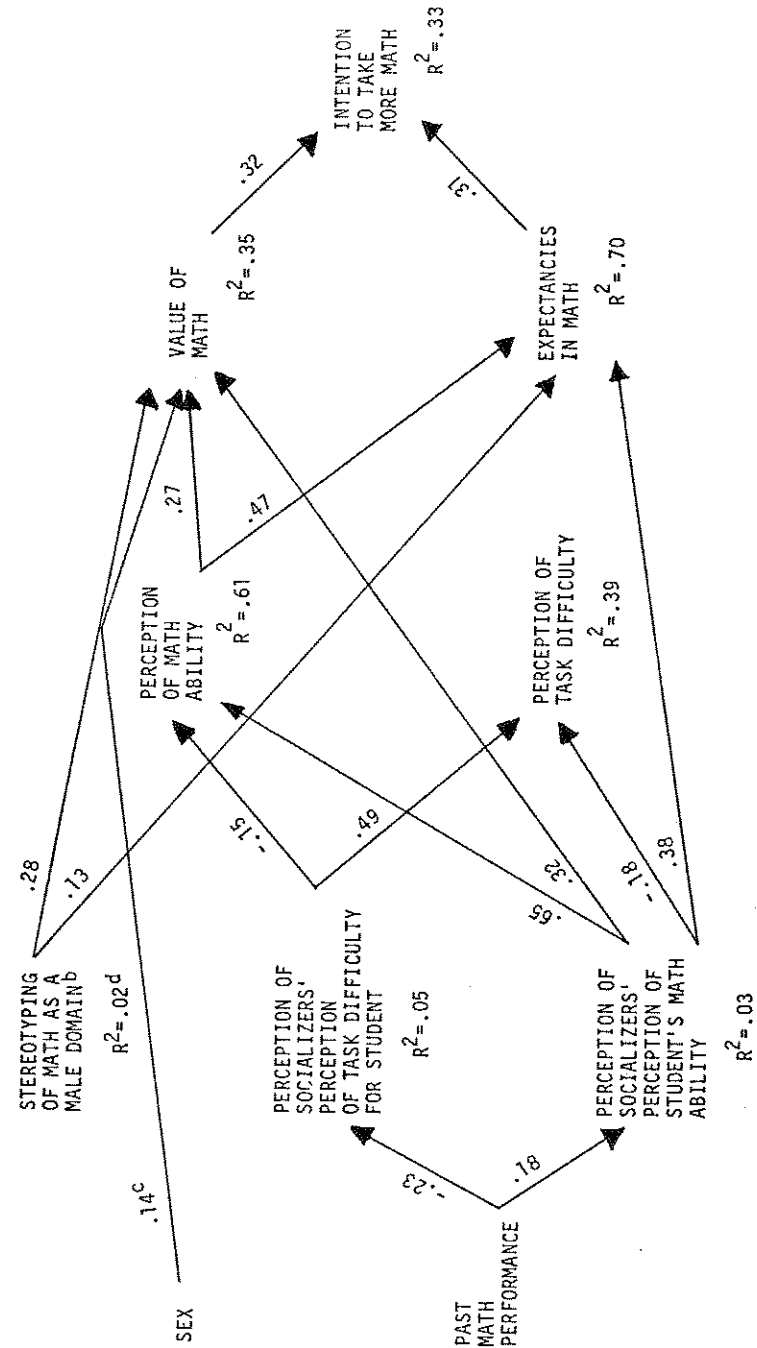 SEX
.14c
PAST
MATH
PERFORMANCE
-.23
.18
STEREOTYPING
OF MATH AS A
MALE DOMAINb
R2=.02d
.28
.13
PERCEPTION OF
SOCIALIZERS'
PERCEPTION
OF TASK DIFFICULTY
FOR STUDENT
R2=.05
-.15
.49
PERCEPTION OF
SOCIALIZERS'
PERCEPTION OF
STUDENT'S MATH
ABILITY
R2=.03
.65
.32
-.18
.38
PERCEPTION
OF MATH
ABILITY
R2=.61
.27
.47
PERCEPTION OF
TASK DIFFICULTY
R2=.39
VALUE OF
MATH
R2=.35
.32
EXPECTANCIES
IN MATH
R2=.70
.31
INTENTION
TO TAKE
MORE MATH
R2=.33